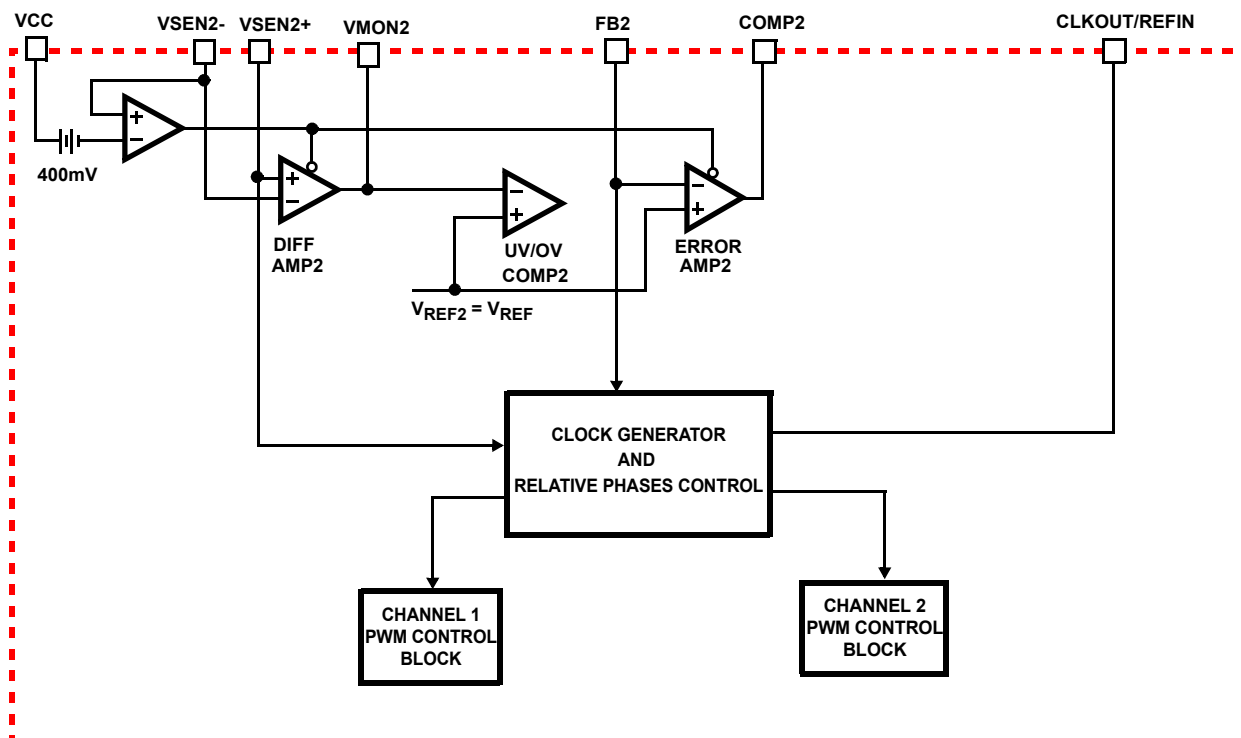 VCC
VSEN2-
VSEN2+
VMON2
FB2
COMP2
CLKOUT/REFIN
+
−
400mV
+
−
DIFF
AMP2
−
+
UV/OV
COMP2
−
+
ERROR
AMP2
VREF2 = VREF
CLOCK GENERATOR
AND
RELATIVE PHASES CONTROL
CHANNEL 1
PWM CONTROL
BLOCK
CHANNEL 2
PWM CONTROL
BLOCK